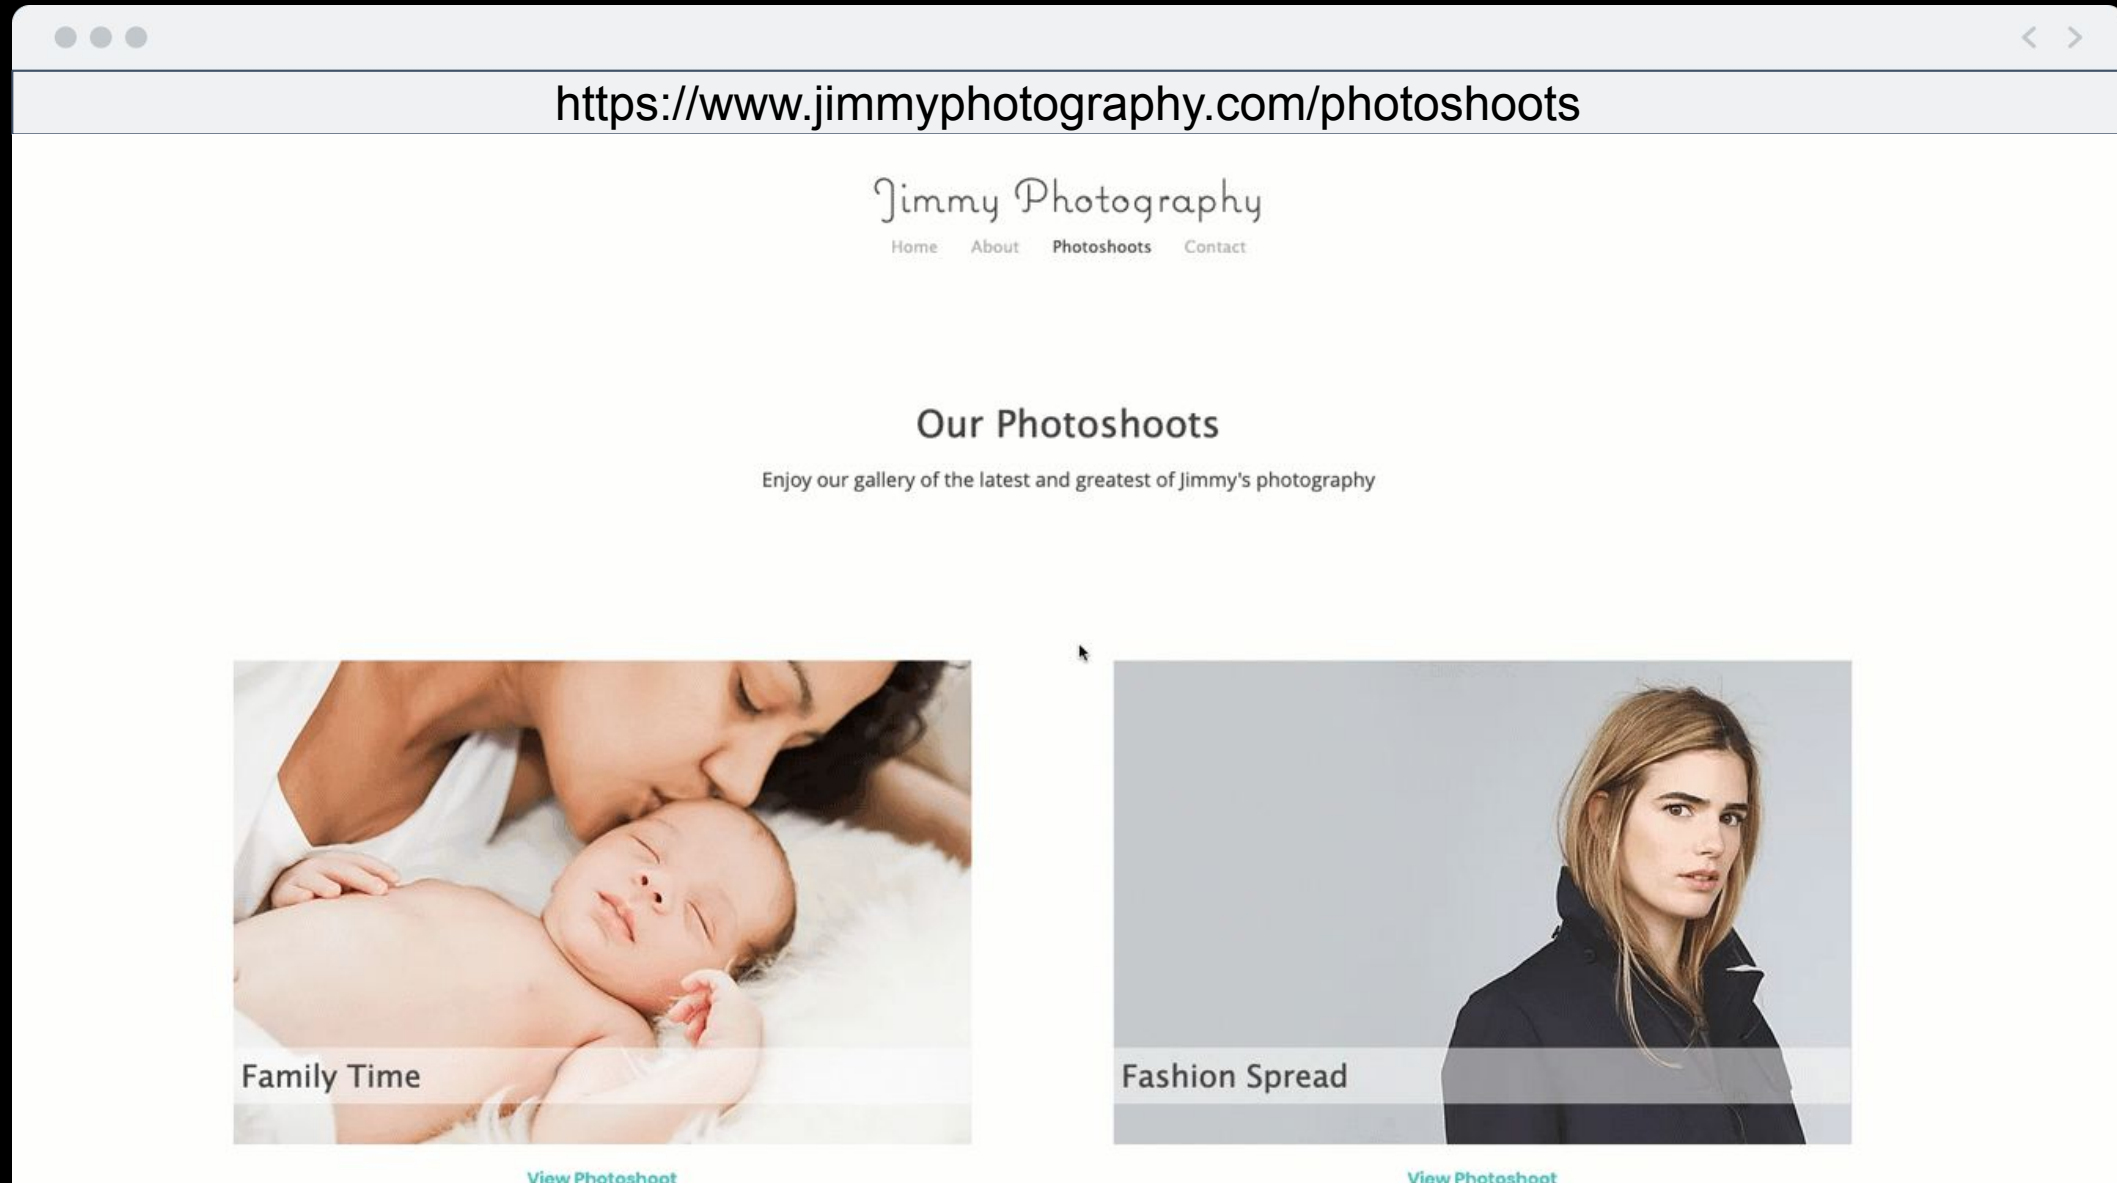 https://www.jimmyphotography.com/photoshoots
Jimmy Photography
Home About Photoshoots Contact
Our Photoshoots
Enjoy our gallery of the latest and greatest of Jimmy's photography
Family Time
Fashion Spread
View Photoshoot
View Photoshoot